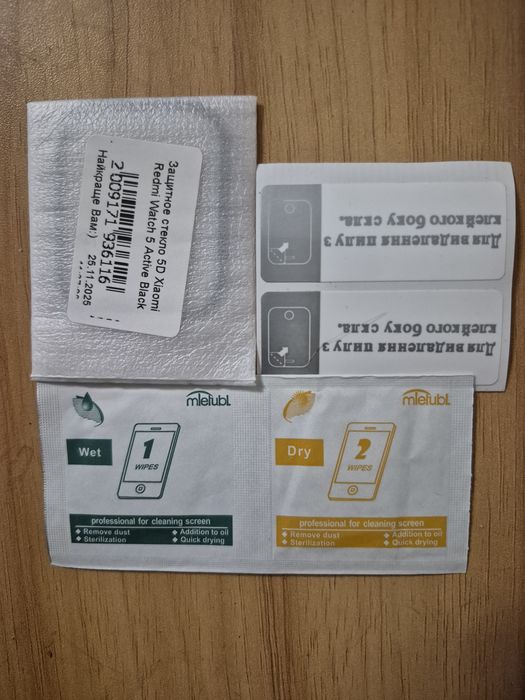 Защитное стекло 5D Xiaomi
Redmi Watch 5 Active Black
2 009171 936116
Найкраще Вам:) 25.11.2025
Для видалення пилу з
клейкого боку скла.
Для видалення пилу з
клейкого боку скла.
mietubl.
Wet
1
WIPES
professional for cleaning screen
◆ Remove dust ◆ Addition to oil
◆ Sterilization ◆ Quick drying
mietubl.
Dry
2
WIPES
professional for cleaning screen
◆ Remove dust ◆ Addition to oil
◆ Sterilization ◆ Quick drying